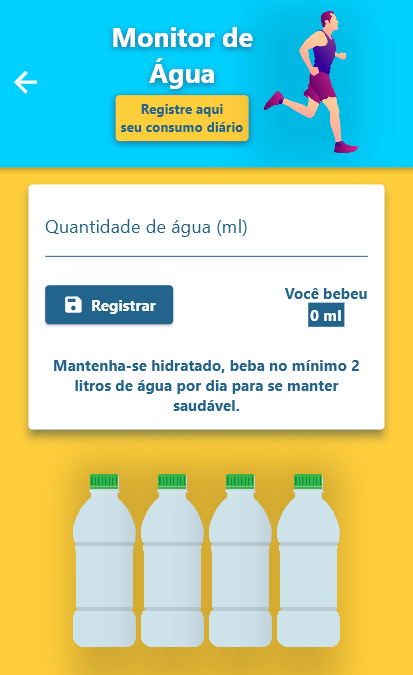 Monitor de
Água
Registre aqui
seu consumo diário
Quantidade de água (ml)
Registrar
Você bebeu
0 ml
Mantenha-se hidratado, beba no mínimo 2
litros de água por dia para se manter
saudável.